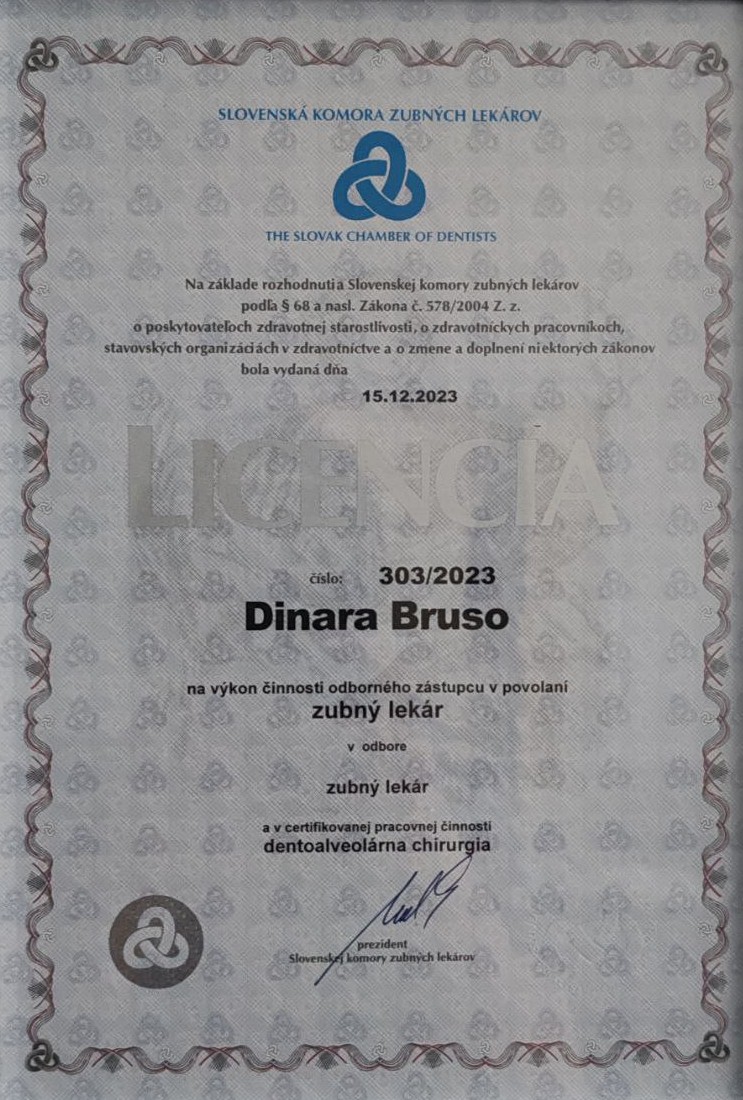 SLOVENSKÁ KOMORA ZUBNÝCH LEKÁROV
THE SLOVAK CHAMBER OF DENTISTS
Na základe rozhodnutia Slovenskej komory zubných lekárov
podľa § 68 a nasl. Zákona č. 578/2004 Z. z.
o poskytovateľoch zdravotnej starostlivosti, o zdravotníckych pracovníkoch,
stavovských organizáciách v zdravotníctve a o zmene a doplnení niektorých zákonov
bola vydaná dňa
15.12.2023
LICENCIA
číslo: 303/2023
Dinara Bruso
na výkon činnosti odborného zástupcu v povolaní
zubný lekár
v odbore
zubný lekár
a v certifikovanej pracovnej činnosti
dentoalveolárna chirurgia
prezident
Slovenskej komory zubných lekárov